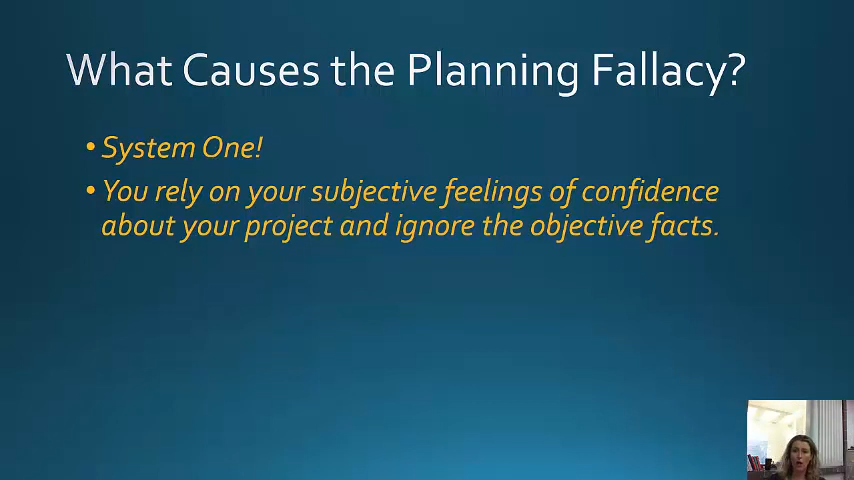 What Causes the Planning Fallacy?
• System One!
• You rely on your subjective feelings of confidence
about your project and ignore the objective facts.